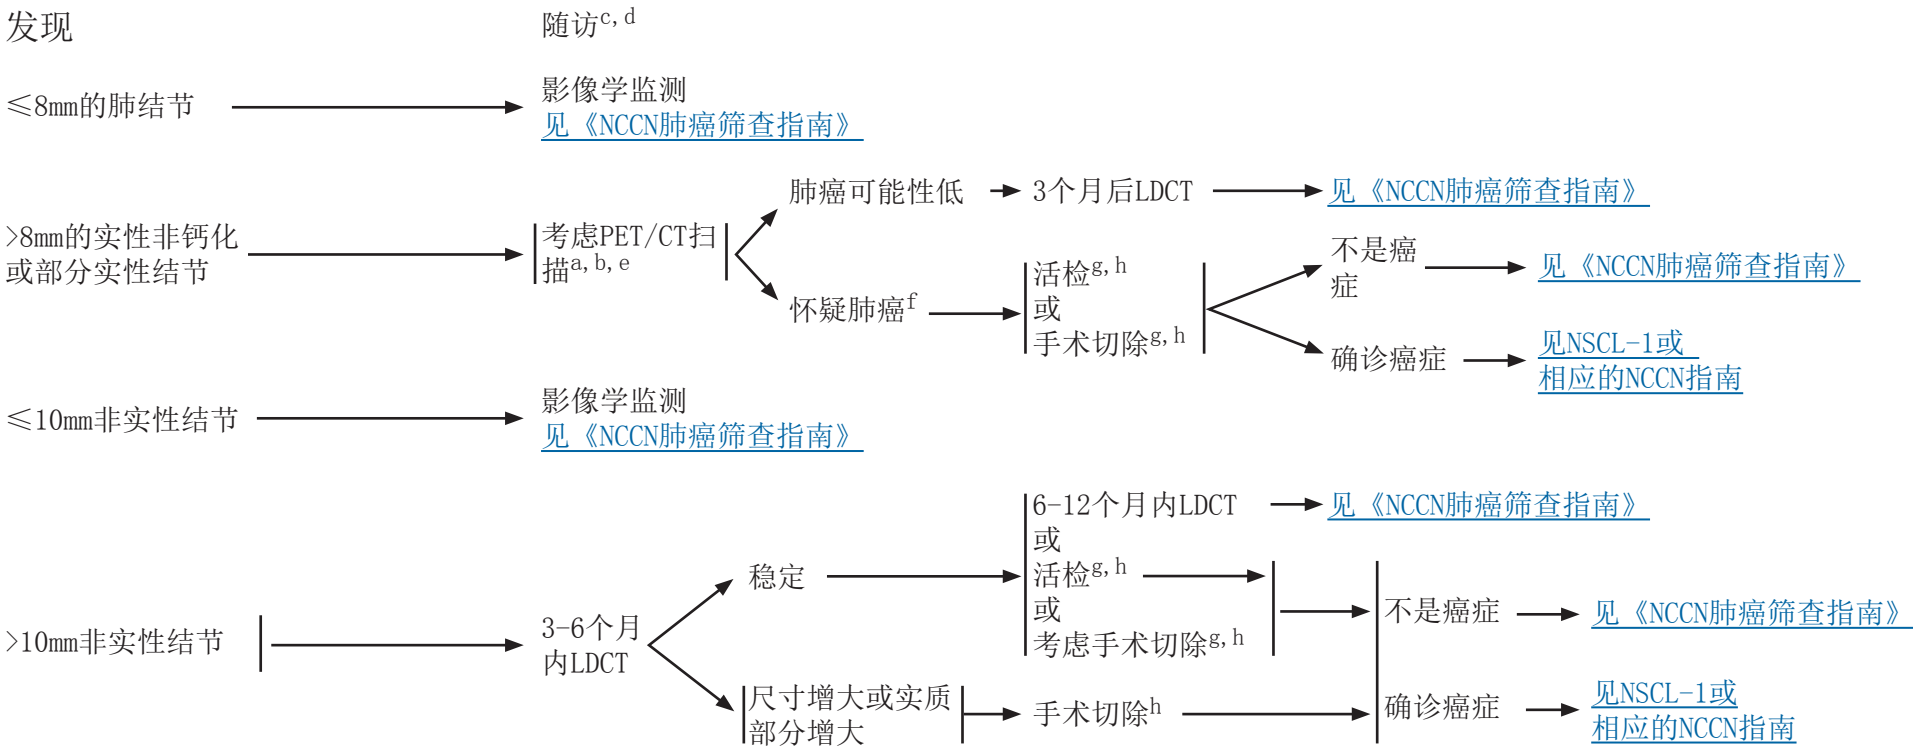 发现
随访c,d
≤8mm的肺结节
影像学监测
见《NCCN肺癌筛查指南》
>8mm的实性非钙化
或部分实性结节
考虑PET/CT扫
描a,b,e
肺癌可能性低
3个月后LDCT
见《NCCN肺癌筛查指南》
怀疑肺癌f
活检g,h
或
手术切除g,h
不是癌
症
见《NCCN肺癌筛查指南》
确诊癌症
见NSCL-1或
相应的NCCN指南
≤10mm非实性结节
影像学监测
见《NCCN肺癌筛查指南》
>10mm非实性结节
3-6个月
内LDCT
稳定
6-12个月内LDCT
见《NCCN肺癌筛查指南》
或
活检g,h
或
考虑手术切除g,h
尺寸增大或实质
部分增大
手术切除h
不是癌症
见《NCCN肺癌筛查指南》
确诊癌症
见NSCL-1或
相应的NCCN指南